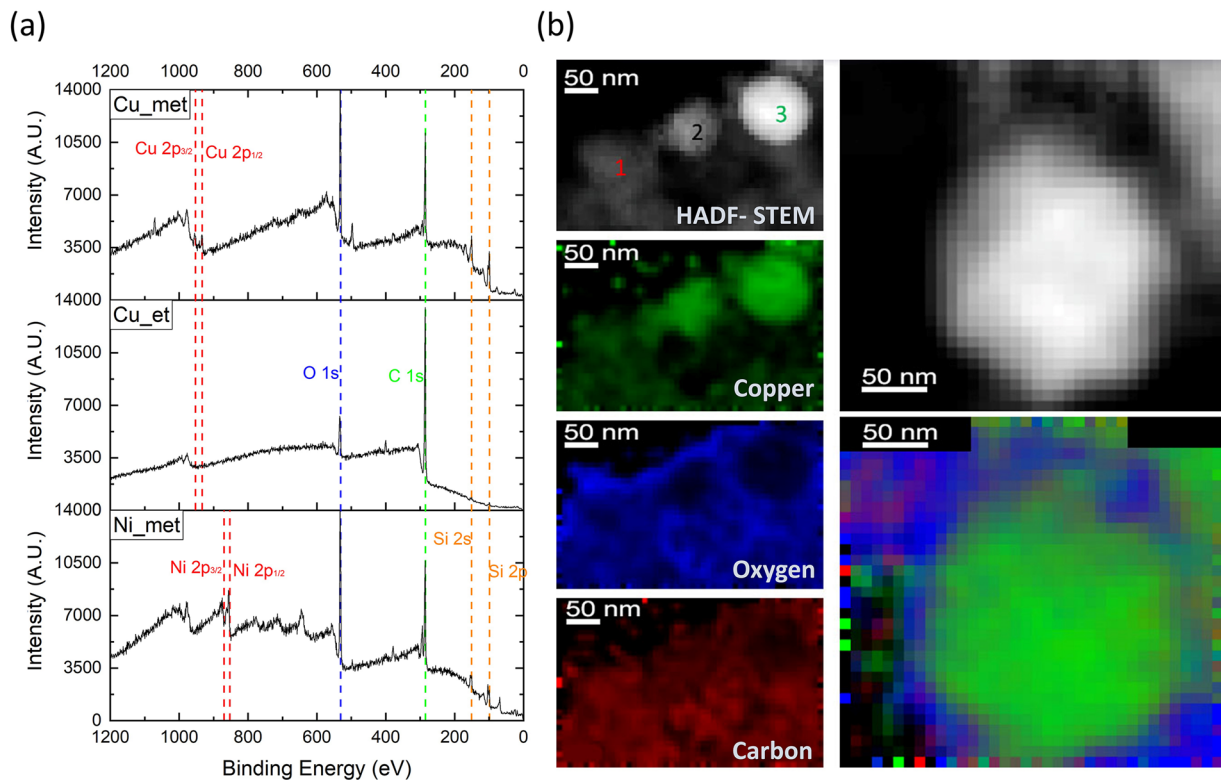 (a)
(b)
1200 1000 800 600 400 200 0
14000
10500
7000
3500
Intensity (A.U.)
Cu_met
Cu 2p3/2
Cu 2p1/2
14000
10500
7000
3500
Intensity (A.U.)
Cu_et
O 1s
C 1s
14000
10500
7000
3500
0
Intensity (A.U.)
Ni_met
Ni 2p3/2
Ni 2p1/2
Si 2s
Si 2p
1200 1000 800 600 400 200 0
Binding Energy (eV)
50 nm
1
2
3
HADF- STEM
50 nm
Copper
50 nm
Oxygen
50 nm
Carbon
50 nm
50 nm